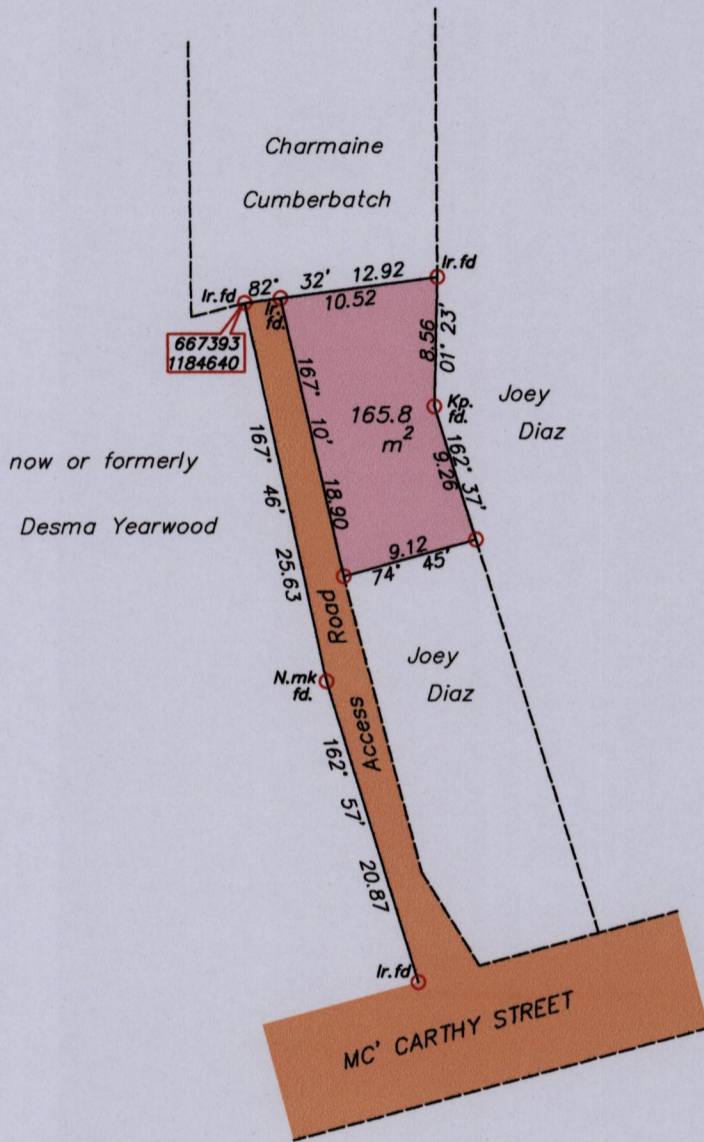 Charmaine
Cumberbatch
Ir.fd
82° 32' 12.92
Ir.fd
Ir.
fd.
10.52
667393
1184640
8.56
01° 23'
Kp.
fd.
Joey
Diaz
165.8
m²
167° 10' 18.90
162° 37'
9.26
now or formerly
Desma Yearwood
167° 46' 25.63
9.12
74° 45'
Access Road
Joey
Diaz
N.mk
fd.
162° 57' 20.87
Ir.fd
MC' CARTHY STREET